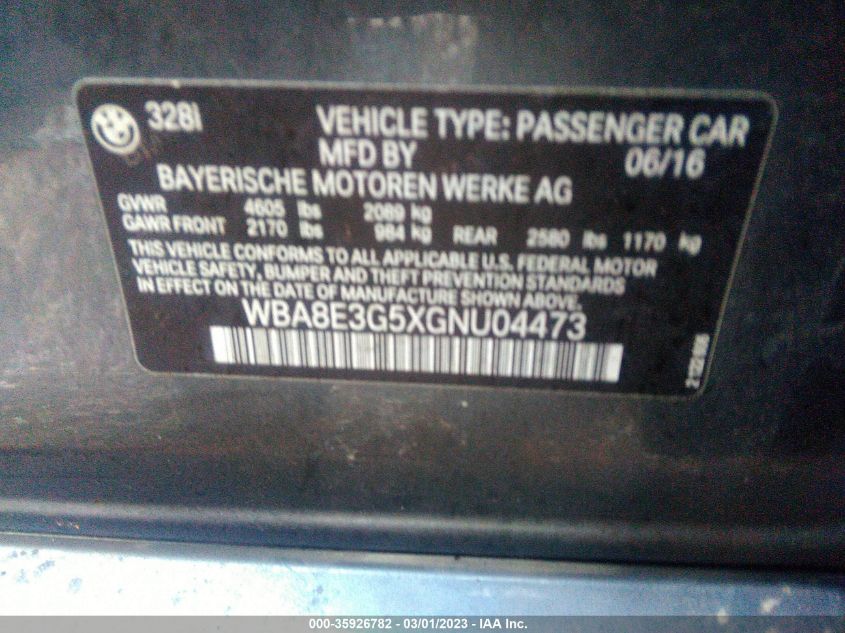 328I
VEHICLE TYPE: PASSENGER CAR
MFD BY 06/16
BAYERISCHE MOTOREN WERKE AG
GVWR 4605 lbs 2089 kg
GAWR FRONT 2170 lbs 984 kg REAR 2580 lbs 1170 kg
THIS VEHICLE CONFORMS TO ALL APPLICABLE U.S. FEDERAL MOTOR
VEHICLE SAFETY, BUMPER AND THEFT PREVENTION STANDARDS
IN EFFECT ON THE DATE OF MANUFACTURE SHOWN ABOVE.
WBA8E3G5XGNU04473
000-35926782 - 03/01/2023 - IAA Inc.